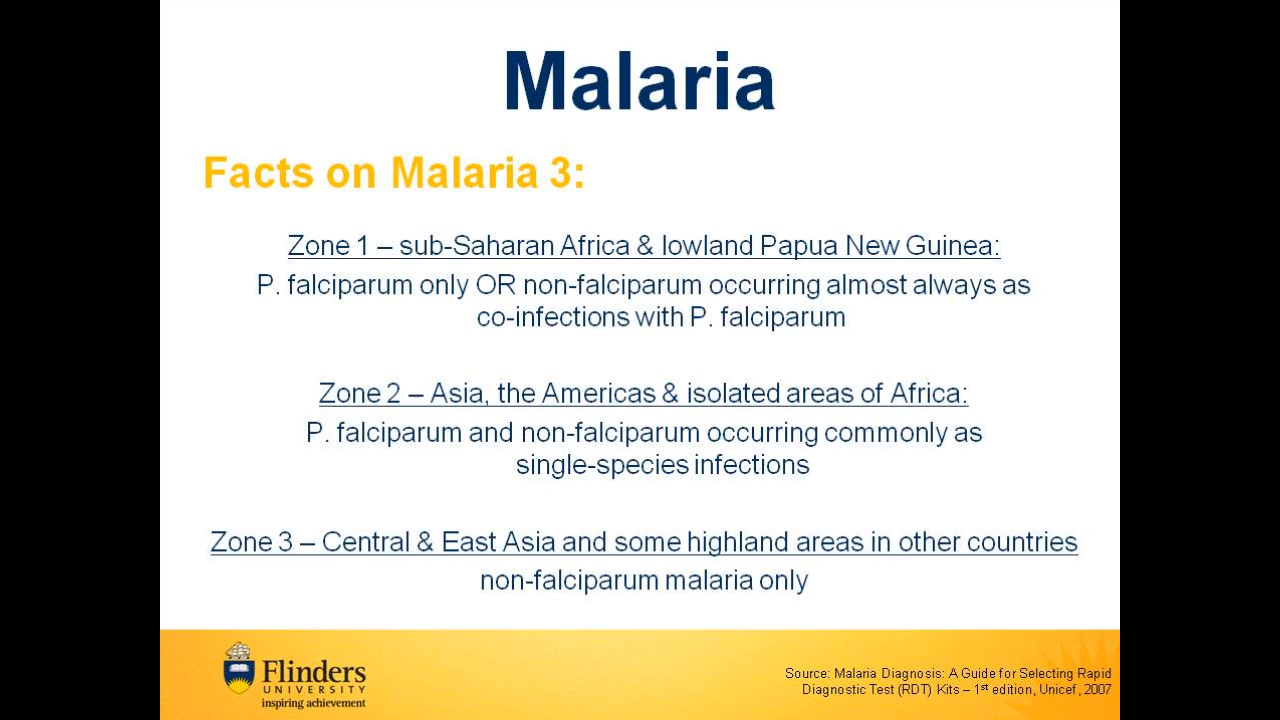 Malaria
Facts on Malaria 3:
Zone 1 – sub-Saharan Africa & lowland Papua New Guinea:
P. falciparum only OR non-falciparum occurring almost always as
co-infections with P. falciparum
Zone 2 – Asia, the Americas & isolated areas of Africa:
P. falciparum and non-falciparum occurring commonly as
single-species infections
Zone 3 – Central & East Asia and some highland areas in other countries
non-falciparum malaria only
Flinders
UNIVERSITY
inspiring achievement
Source: Malaria Diagnosis: A Guide for Selecting Rapid
Diagnostic Test (RDT) Kits – 1st edition, Unicef, 2007